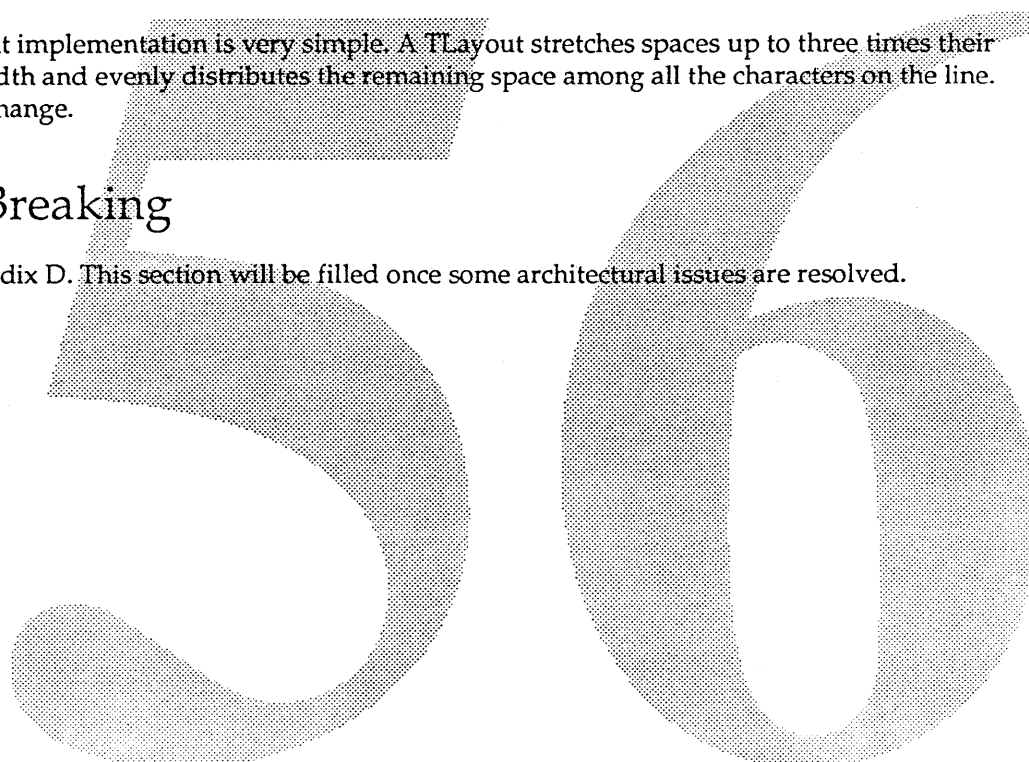 t implementation is very simple. A TLayout stretches spaces up to three times their
dth and evenly distributes the remaining space among all the characters on the line.
hange.
Breaking
dix D. This section will be filled once some architectural issues are resolved.
56